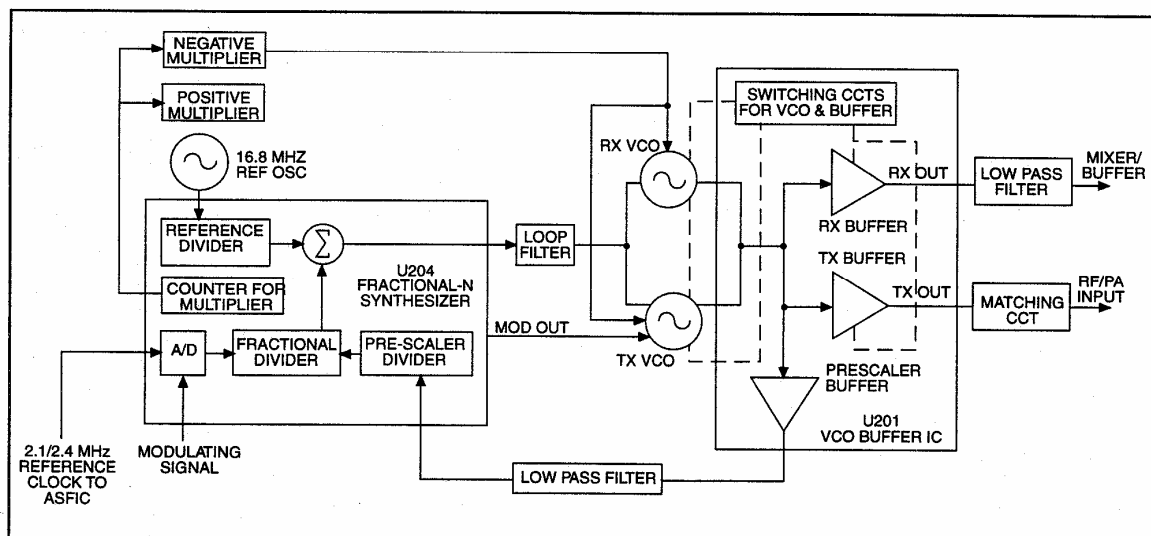 NEGATIVE
MULTIPLIER
POSITIVE
MULTIPLIER
16.8 MHZ
REF OSC
REFERENCE
DIVIDER
Σ
COUNTER FOR
MULTIPLIER
U204
FRACTIONAL-N
SYNTHESIZER
A/D
FRACTIONAL
DIVIDER
PRE-SCALER
DIVIDER
MOD OUT
2.1/2.4 MHz
REFERENCE
CLOCK TO
ASFIC
MODULATING
SIGNAL
LOOP
FILTER
LOW PASS FILTER
RX VCO
TX VCO
SWITCHING CCTS
FOR VCO & BUFFER
RX OUT
RX BUFFER
TX BUFFER
TX OUT
PRESCALER
BUFFER
U201
VCO BUFFER IC
LOW PASS
FILTER
MIXER/
BUFFER
MATCHING
CCT
RF/PA
INPUT